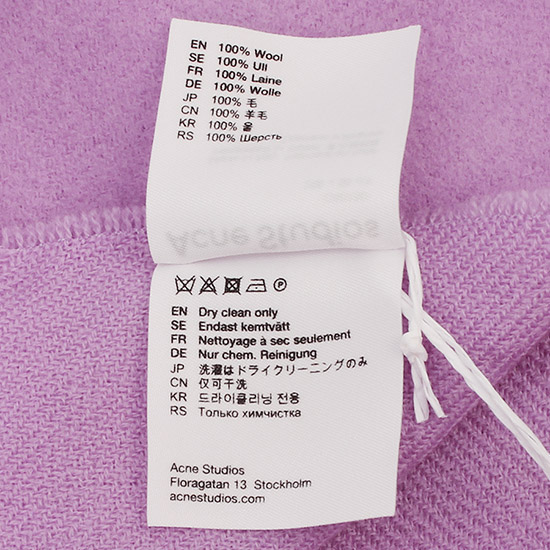 EN 100% Wool
SE 100% Ull
FR 100% Laine
DE 100% Wolle
JP 100% 毛
CN 100% 羊毛
KR 100% 울
RS 100% Шерсть
Acne Studios
EN Dry clean only
SE Endast kemtvätt
FR Nettoyage à sec seulement
DE Nur chem. Reinigung
JP 洗濯はドライクリーニングのみ
CN 仅可干洗
KR 드라이클리닝 전용
RS Только химчистка
Acne Studios
Floragatan 13 Stockholm
acnestudios.com